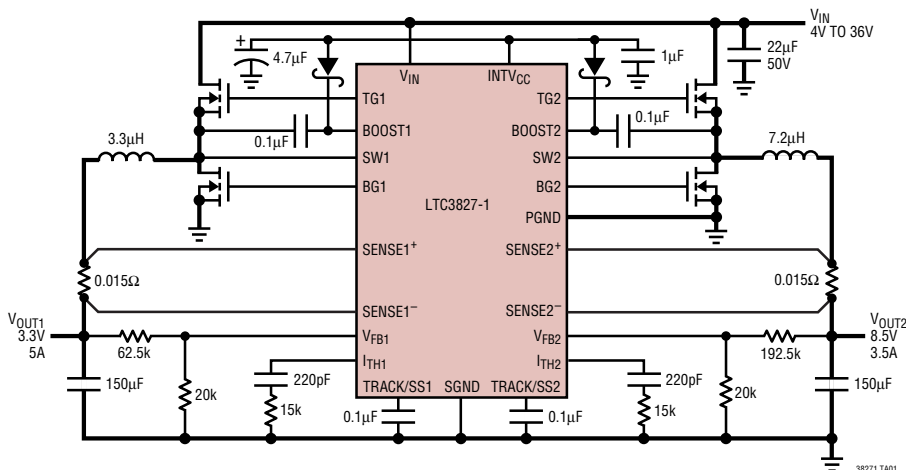 V_IN
4V TO 36V
4.7µF
1µF
22µF
50V
V_IN
INTV_CC
TG1
TG2
0.1µF
BOOST1
BOOST2
0.1µF
3.3µH
7.2µH
SW1
SW2
BG1
BG2
LTC3827-1
PGND
SENSE1+
SENSE2+
0.015Ω
0.015Ω
SENSE1–
SENSE2–
V_OUT1
3.3V
5A
V_OUT2
8.5V
3.5A
62.5k
V_FB1
V_FB2
192.5k
I_TH1
I_TH2
150µF
20k
220pF
220pF
20k
150µF
15k
TRACK/SS1
SGND
TRACK/SS2
15k
0.1µF
0.1µF
38271 TA01